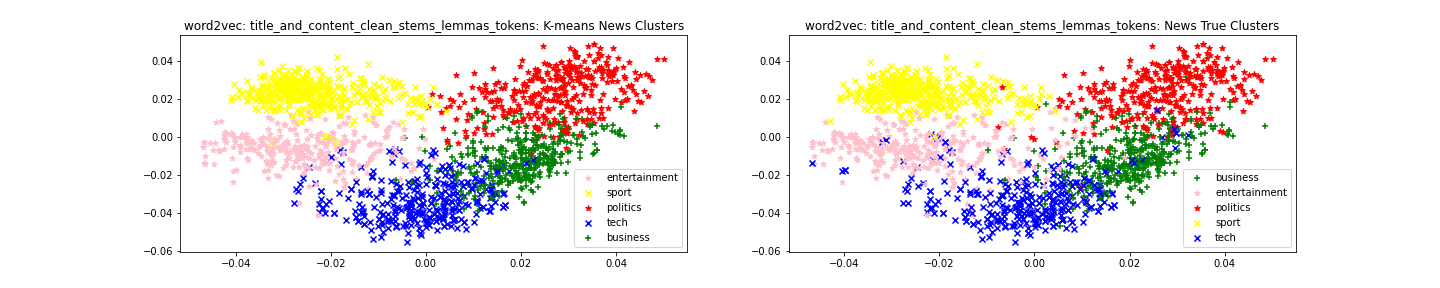 word2vec: title_and_content_clean_stems_lemmas_tokens: K-means News Clusters
0.04
0.02
0.00
−0.02
−0.04
−0.06
−0.04
−0.02
0.00
0.02
0.04
entertainment
sport
politics
tech
business
word2vec: title_and_content_clean_stems_lemmas_tokens: News True Clusters
0.04
0.02
0.00
−0.02
−0.04
−0.06
−0.04
−0.02
0.00
0.02
0.04
business
entertainment
politics
sport
tech